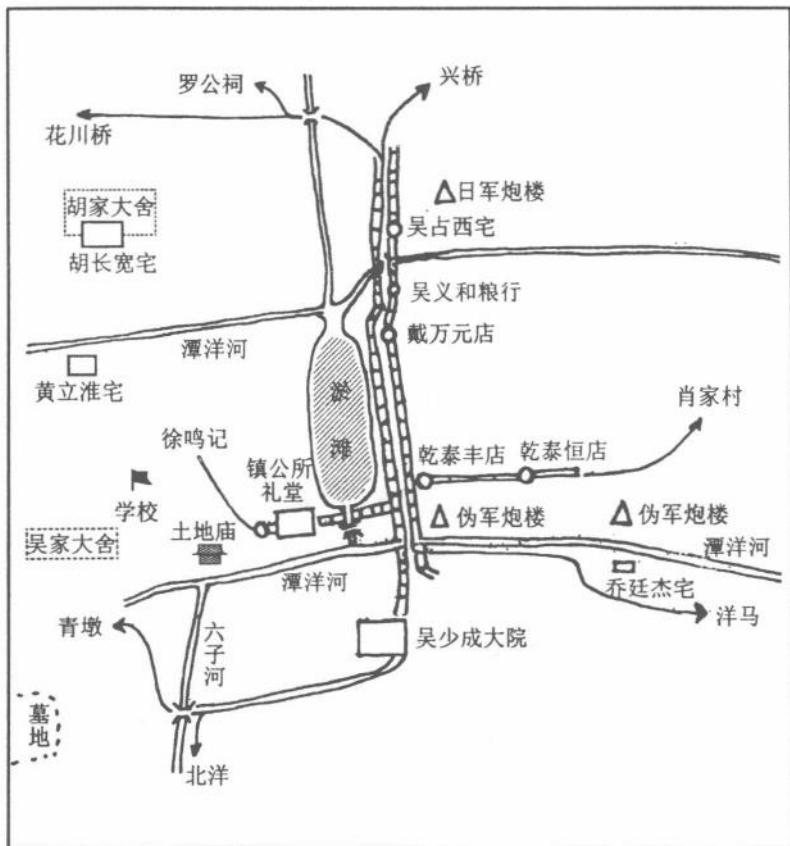 罗公祠
兴桥
花川桥
日军炮楼
胡家大舍
吴占西宅
胡长宽宅
吴义和粮行
潭洋河
戴万元店
黄立淮宅
肖家村
徐鸣记
镇公所
礼堂
乾泰丰店
乾泰恒店
学校
伪军炮楼
伪军炮楼
吴家大舍
土地庙
潭洋河
潭洋河
乔廷杰宅
青墩
六子河
吴少成大院
洋马
墓地
北洋